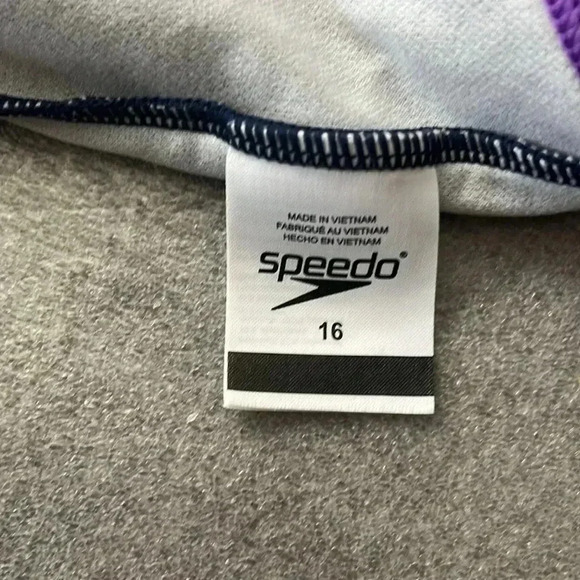 MADE IN VIETNAM
FABRIQUÉ AU VIETNAM
HECHO EN VIETNAM
speedo®
16